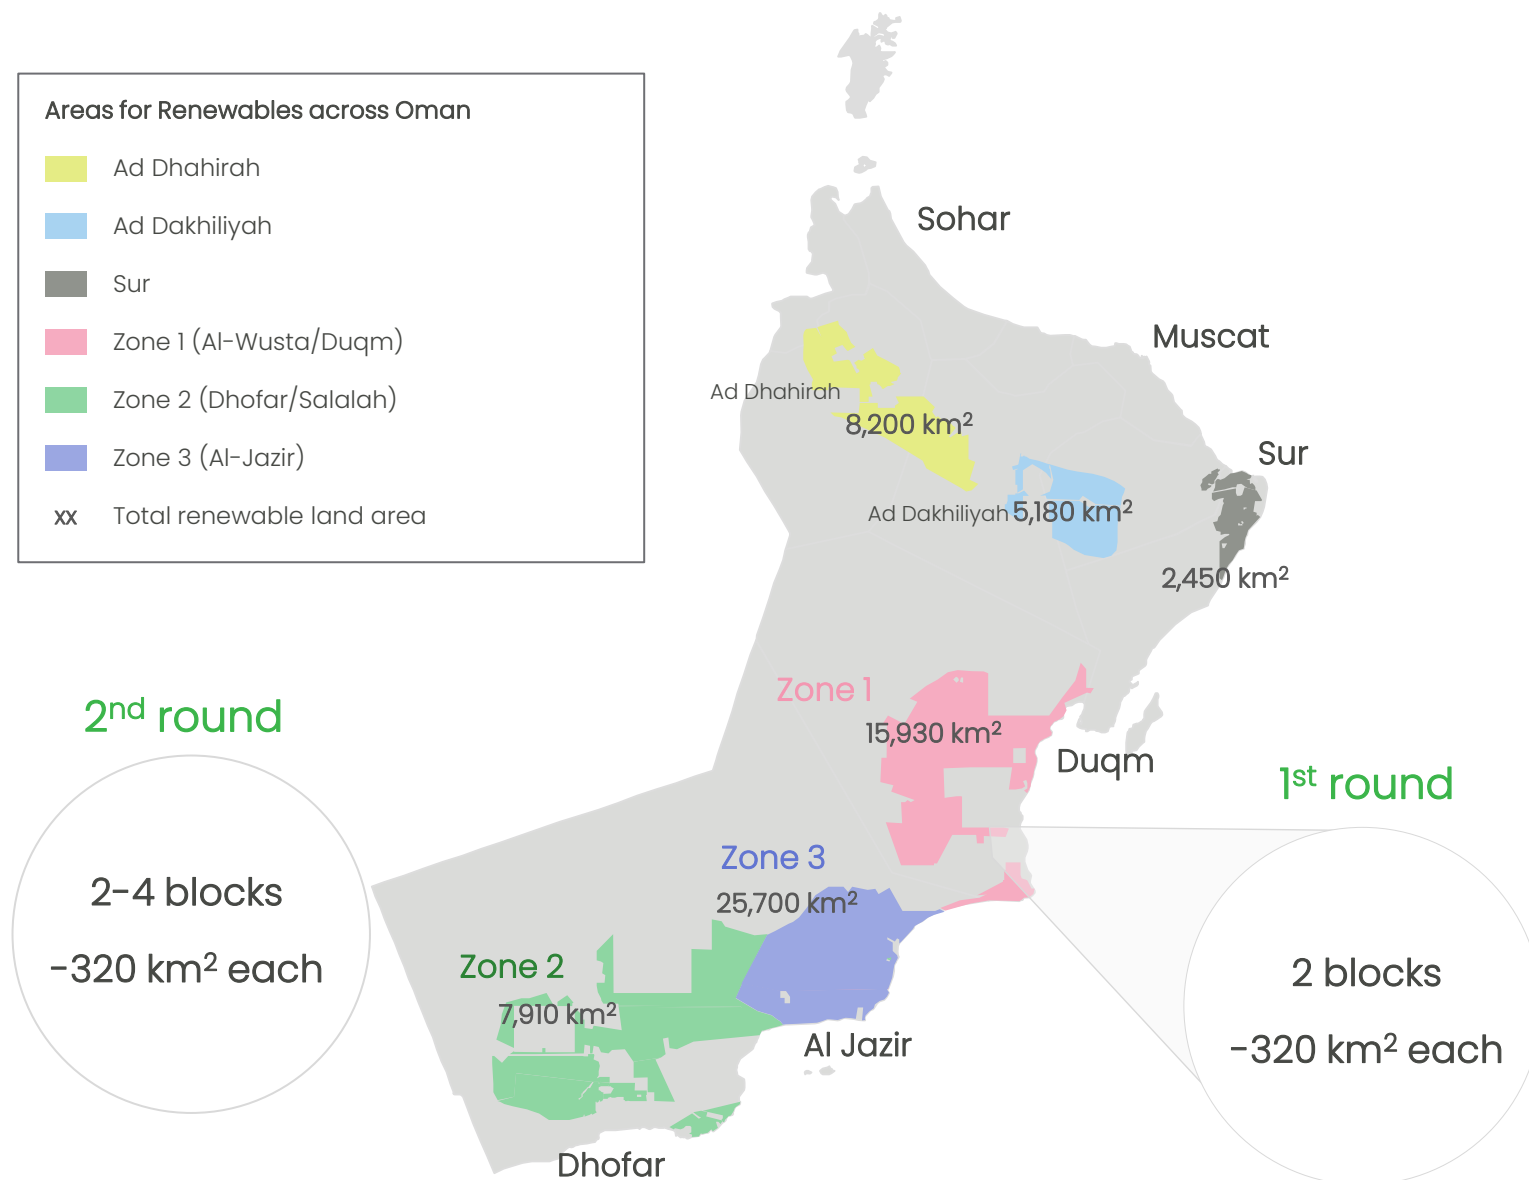 Areas for Renewables across Oman
Ad Dhahirah
Ad Dakhiliyah
Sur
Zone 1 (Al-Wusta/Duqm)
Zone 2 (Dhofar/Salalah)
Zone 3 (Al-Jazir)
xx Total renewable land area
Sohar
Muscat
Ad Dhahirah
8,200 km²
Sur
Ad Dakhiliyah 5,180 km²
2,450 km²
Zone 1
15,930 km²
Duqm
2nd round
2-4 blocks
-320 km² each
1st round
2 blocks
-320 km² each
Zone 3
25,700 km²
Zone 2
7,910 km²
Al Jazir
Dhofar